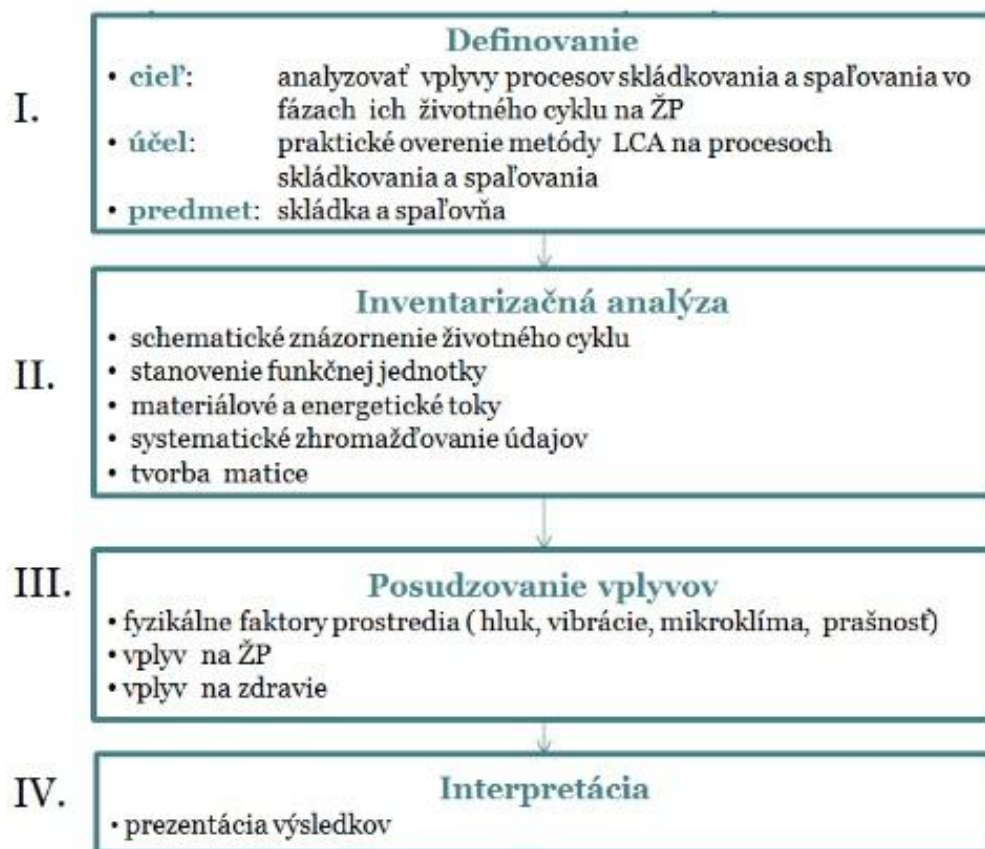 Definovanie
I.
• cieľ: analyzovať vplyvy procesov skládkovania a spaľovania vo
fázach ich životného cyklu na ŽP
• účel: praktické overenie metódy LCA na procesoch
skládkovania a spaľovania
• predmet: skládka a spaľovňa
Inventarizačná analýza
II.
• schematické znázornenie životného cyklu
• stanovenie funkčnej jednotky
• materiálové a energetické toky
• systematické zhromažďovanie údajov
• tvorba matice
III.
Posudzovanie vplyvov
• fyzikálne faktory prostredia ( hluk, vibrácie, mikroklíma, prašnosť)
• vplyv na ŽP
• vplyv na zdravie
IV.
Interpretácia
• prezentácia výsledkov